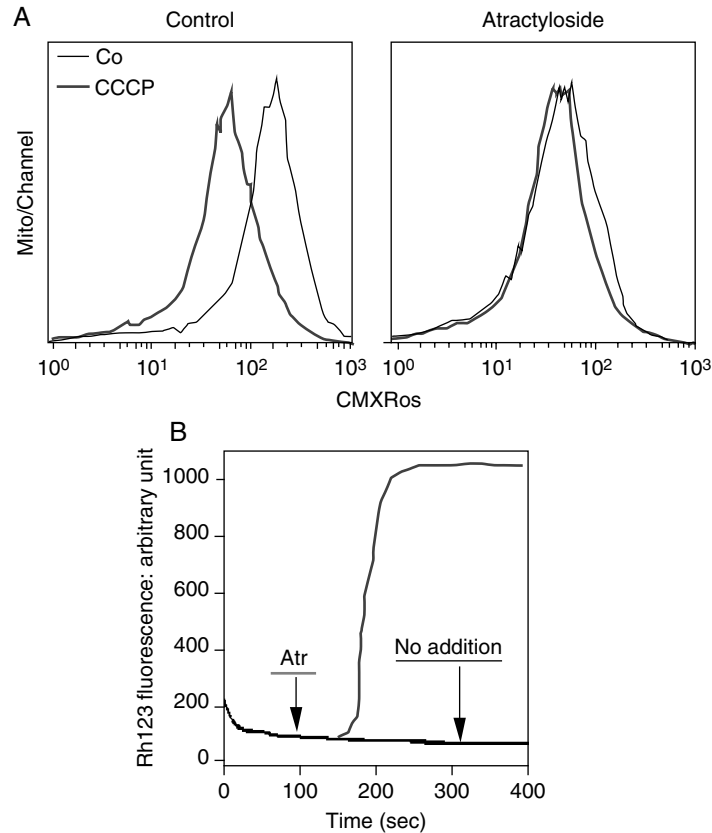 A
Control
Atractyloside
Co
CCCP
Mito/Channel
10⁰ 10¹ 10² 10³
10⁰ 10¹ 10² 10³
CMXRos
B
Rh123 fluorescence: arbitrary unit
1000
800
600
400
200
0
Atr
No addition
0 100 200 300 400
Time (sec)